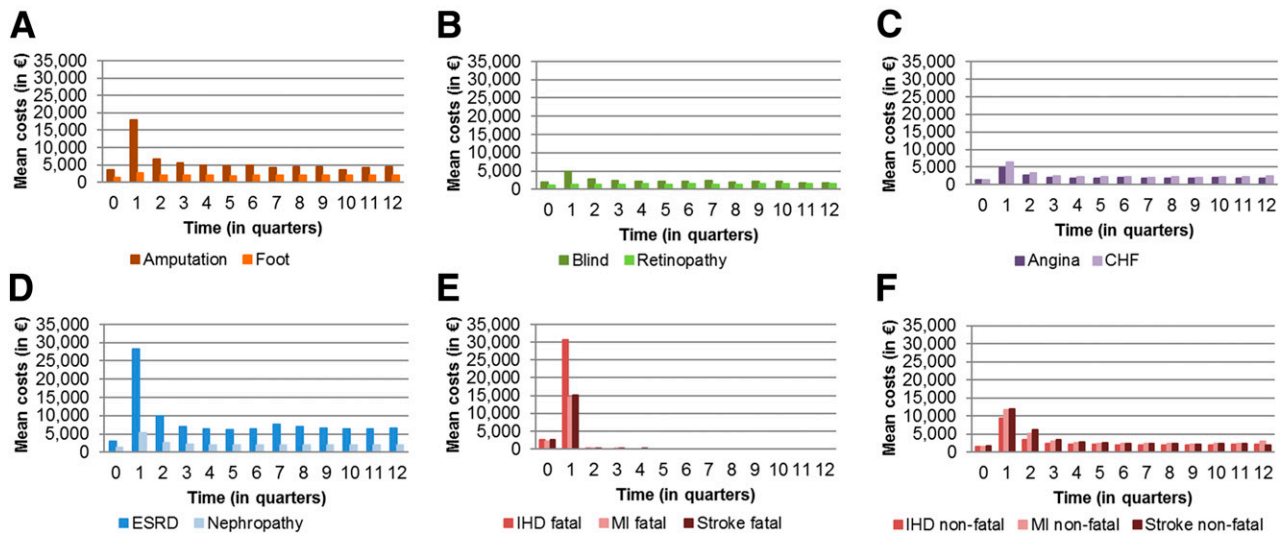 A
Mean costs (in €)
35,000
30,000
25,000
20,000
15,000
10,000
5,000
0
0 1 2 3 4 5 6 7 8 9 10 11 12
Time (in quarters)
Amputation Foot
B
Mean costs (in €)
35,000
30,000
25,000
20,000
15,000
10,000
5,000
0
0 1 2 3 4 5 6 7 8 9 10 11 12
Time (in quarters)
Blind Retinopathy
C
Mean costs (in €)
35,000
30,000
25,000
20,000
15,000
10,000
5,000
0
0 1 2 3 4 5 6 7 8 9 10 11 12
Time (in quarters)
Angina CHF
D
Mean costs (in €)
35,000
30,000
25,000
20,000
15,000
10,000
5,000
0
0 1 2 3 4 5 6 7 8 9 10 11 12
Time (in quarters)
ESRD Nephropathy
E
Mean costs (in €)
35,000
30,000
25,000
20,000
15,000
10,000
5,000
0
0 1 2 3 4 5 6 7 8 9 10 11 12
Time (in quarters)
IHD fatal MI fatal Stroke fatal
F
Mean costs (in €)
35,000
30,000
25,000
20,000
15,000
10,000
5,000
0
0 1 2 3 4 5 6 7 8 9 10 11 12
Time (in quarters)
IHD non-fatal MI non-fatal Stroke non-fatal